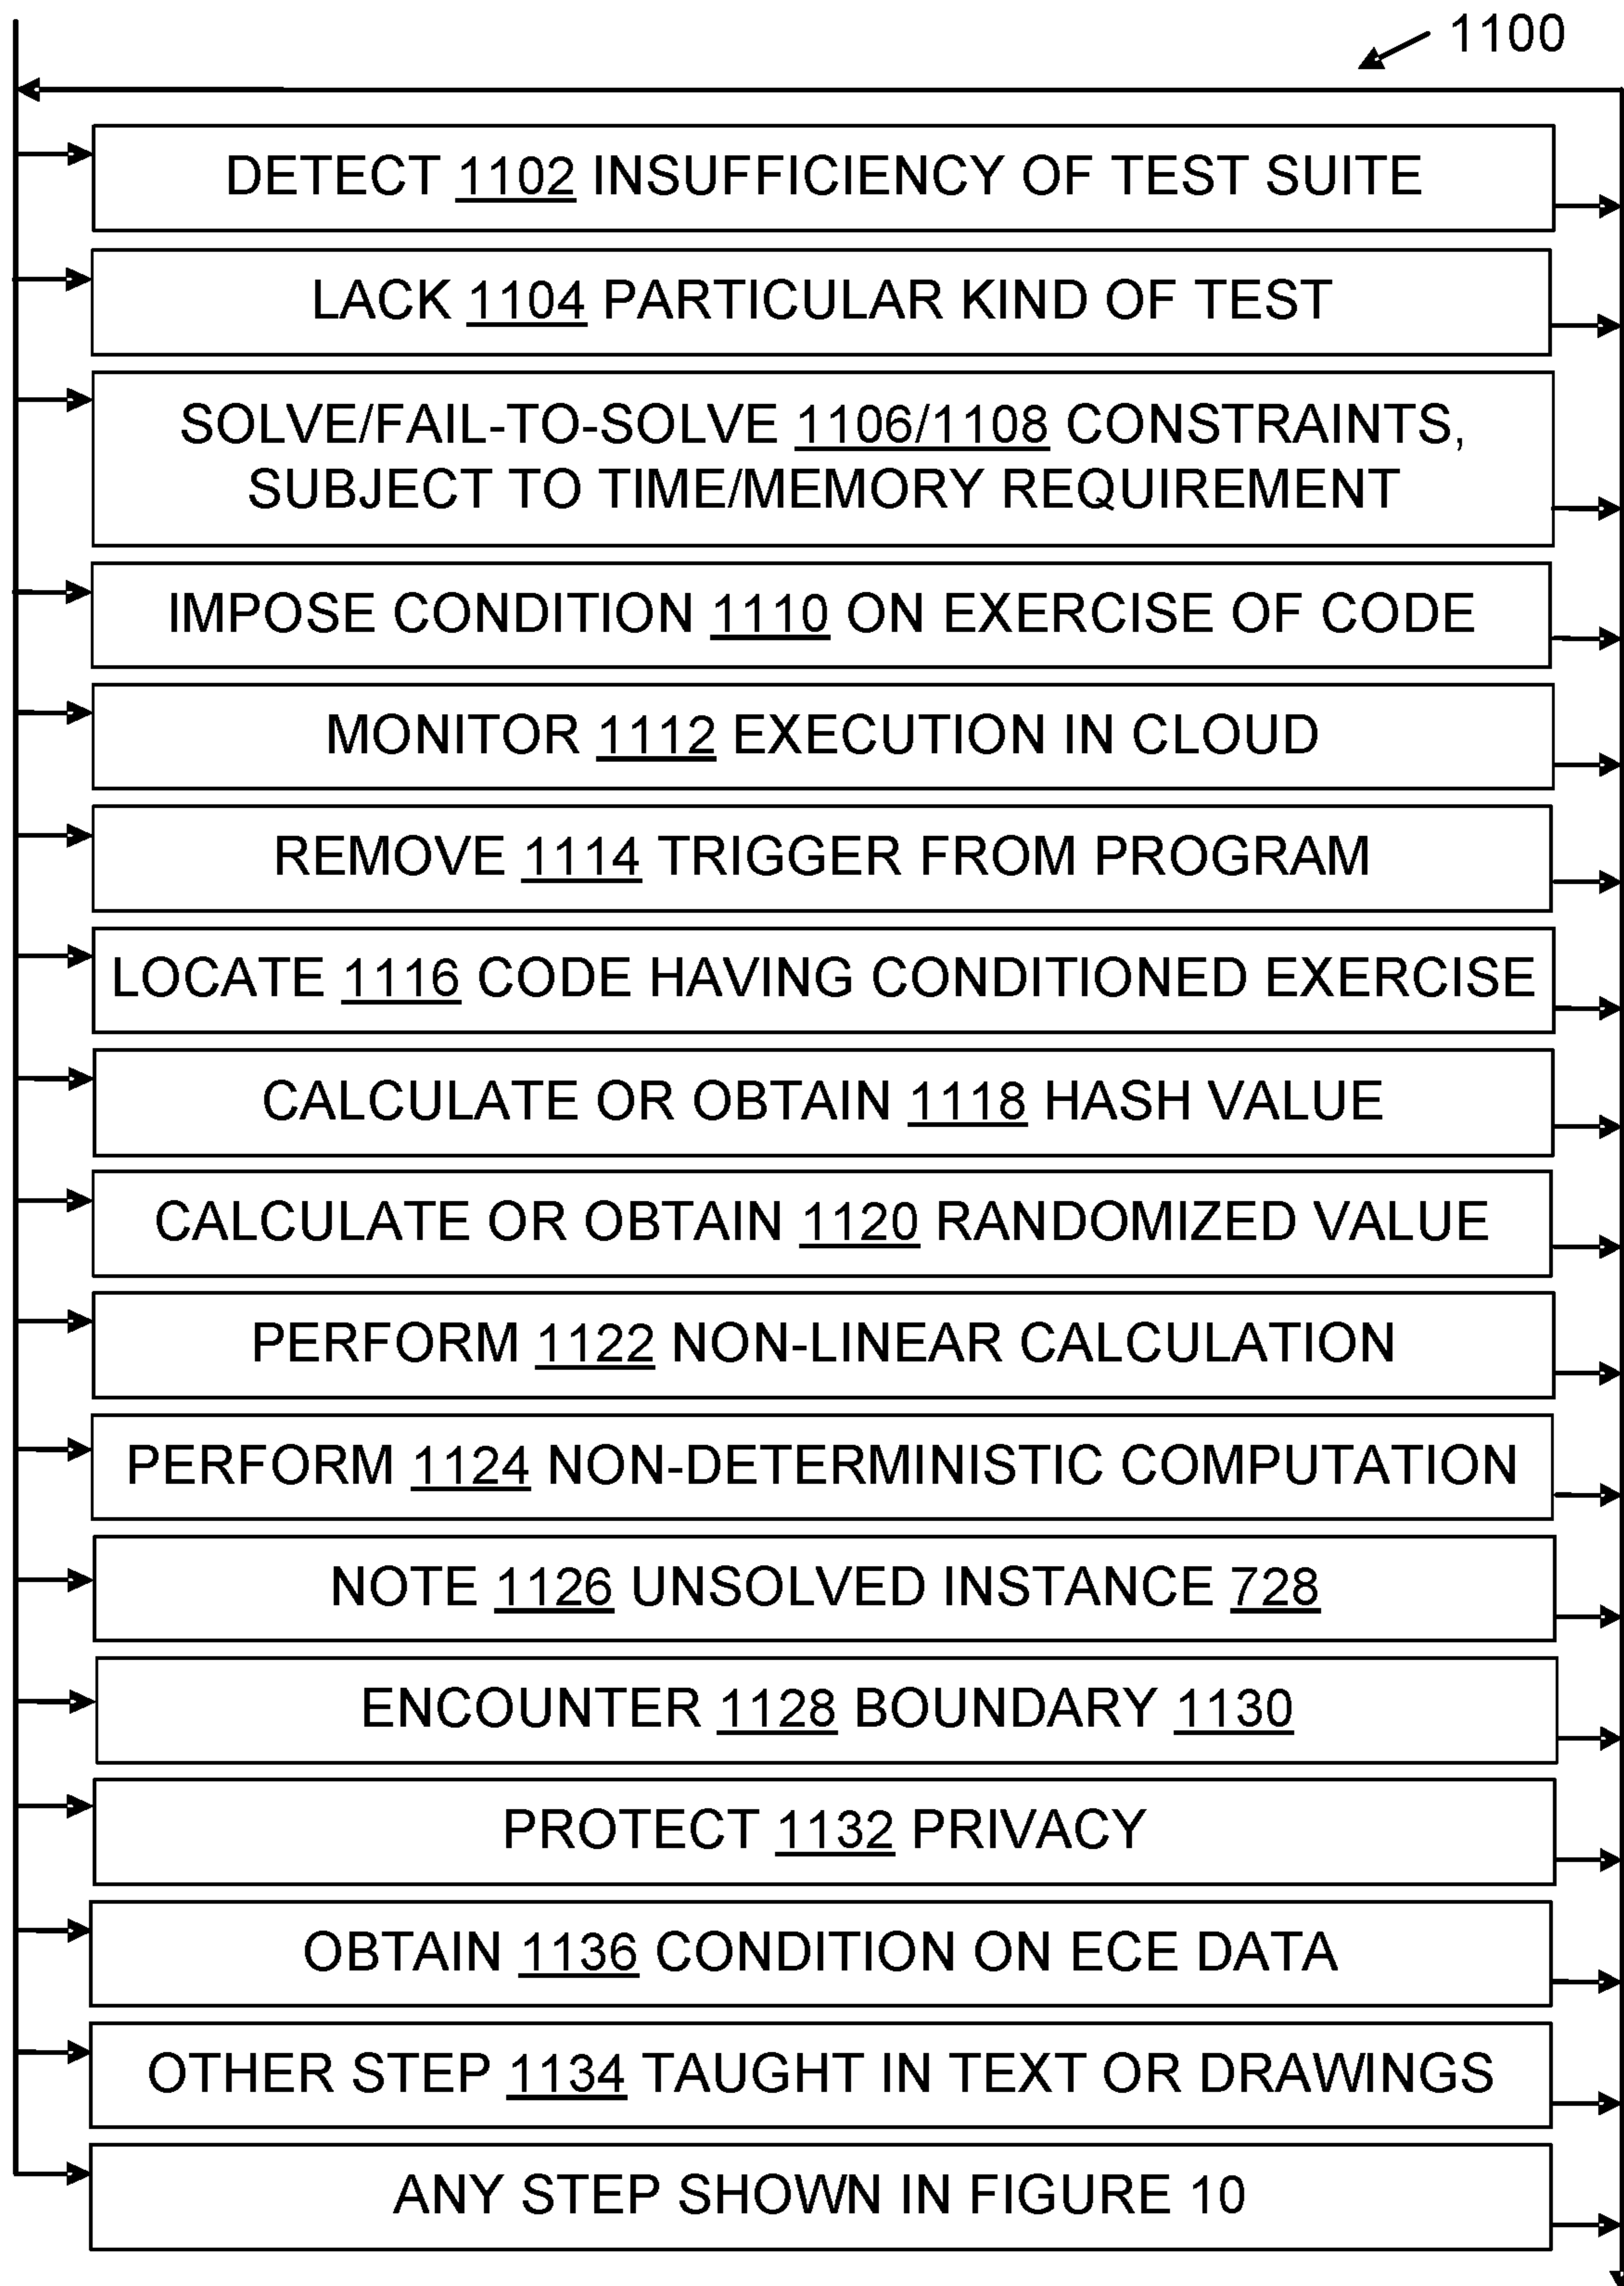 1100
DETECT 1102 INSUFFICIENCY OF TEST SUITE
LACK 1104 PARTICULAR KIND OF TEST
SOLVE/FAIL-TO-SOLVE 1106/1108 CONSTRAINTS,
SUBJECT TO TIME/MEMORY REQUIREMENT
IMPOSE CONDITION 1110 ON EXERCISE OF CODE
MONITOR 1112 EXECUTION IN CLOUD
REMOVE 1114 TRIGGER FROM PROGRAM
LOCATE 1116 CODE HAVING CONDITIONED EXERCISE
CALCULATE OR OBTAIN 1118 HASH VALUE
CALCULATE OR OBTAIN 1120 RANDOMIZED VALUE
PERFORM 1122 NON-LINEAR CALCULATION
PERFORM 1124 NON-DETERMINISTIC COMPUTATION
NOTE 1126 UNSOLVED INSTANCE 728
ENCOUNTER 1128 BOUNDARY 1130
PROTECT 1132 PRIVACY
OBTAIN 1136 CONDITION ON ECE DATA
OTHER STEP 1134 TAUGHT IN TEXT OR DRAWINGS
ANY STEP SHOWN IN FIGURE 10